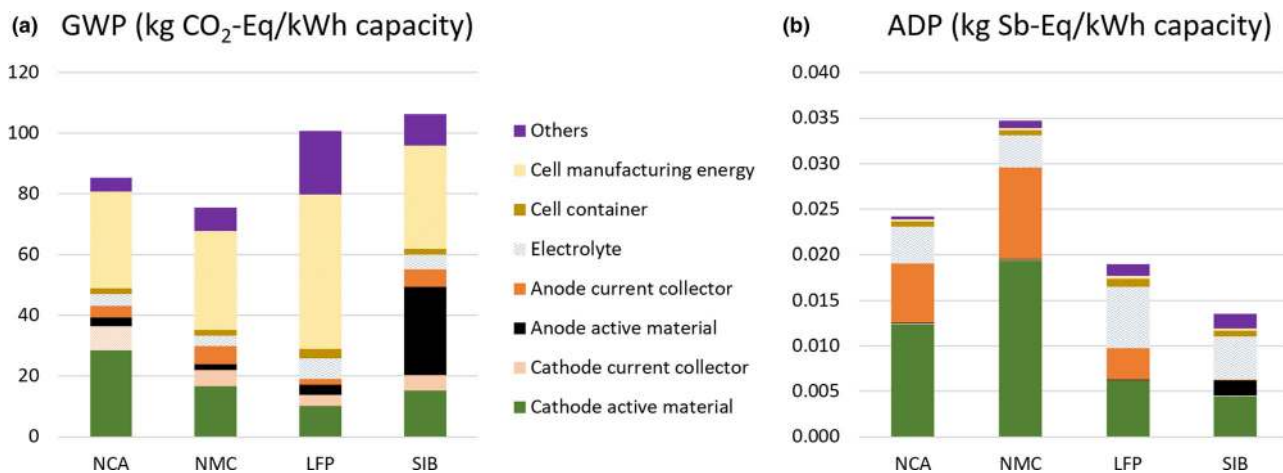 (a) GWP (kg CO₂-Eq/kWh capacity)
120
100
80
60
40
20
0
NCA NMC LFP SIB
Others
Cell manufacturing energy
Cell container
Electrolyte
Anode current collector
Anode active material
Cathode current collector
Cathode active material
(b) ADP (kg Sb-Eq/kWh capacity)
0.040
0.035
0.030
0.025
0.020
0.015
0.010
0.005
0.000
NCA NMC LFP SIB